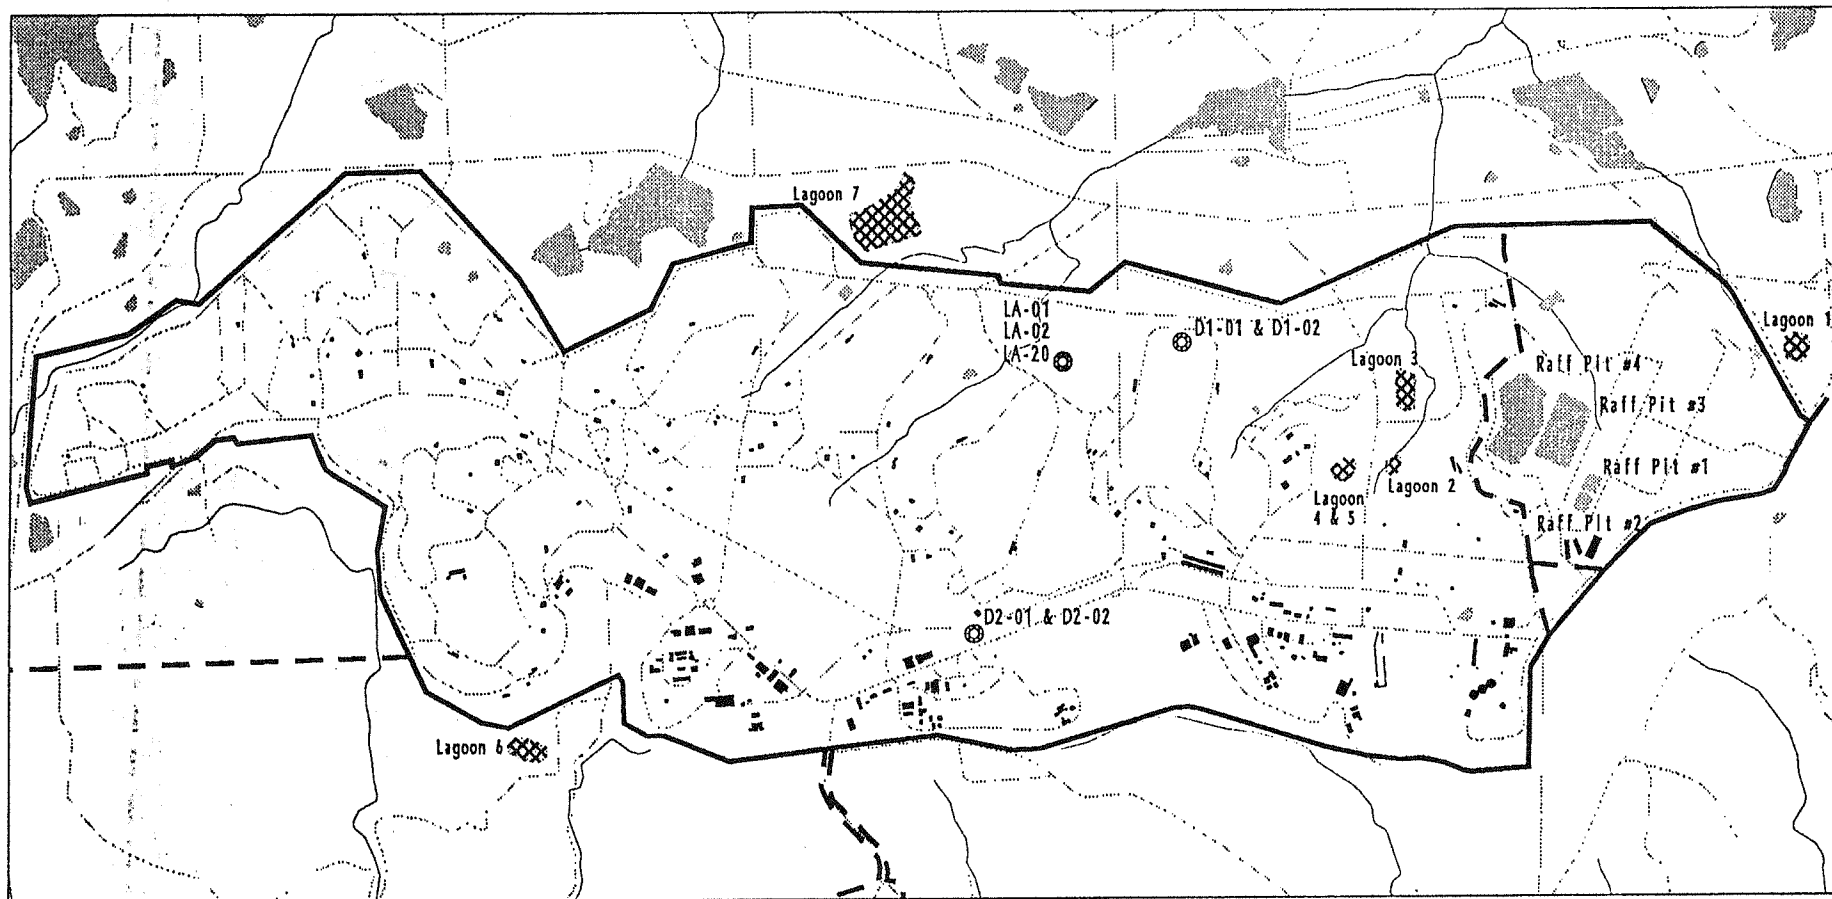 Lagoon 7
LA-01
LA-02
LA-20
D1-01 & D1-02
Lagoon 1
Lagoon 3
Raff Pit #4
Raff Pit #3
Raff Pit #1
Lagoon 2
Lagoon
4 & 5
Raff Pit #2
D2-01 & D2-02
Lagoon 6